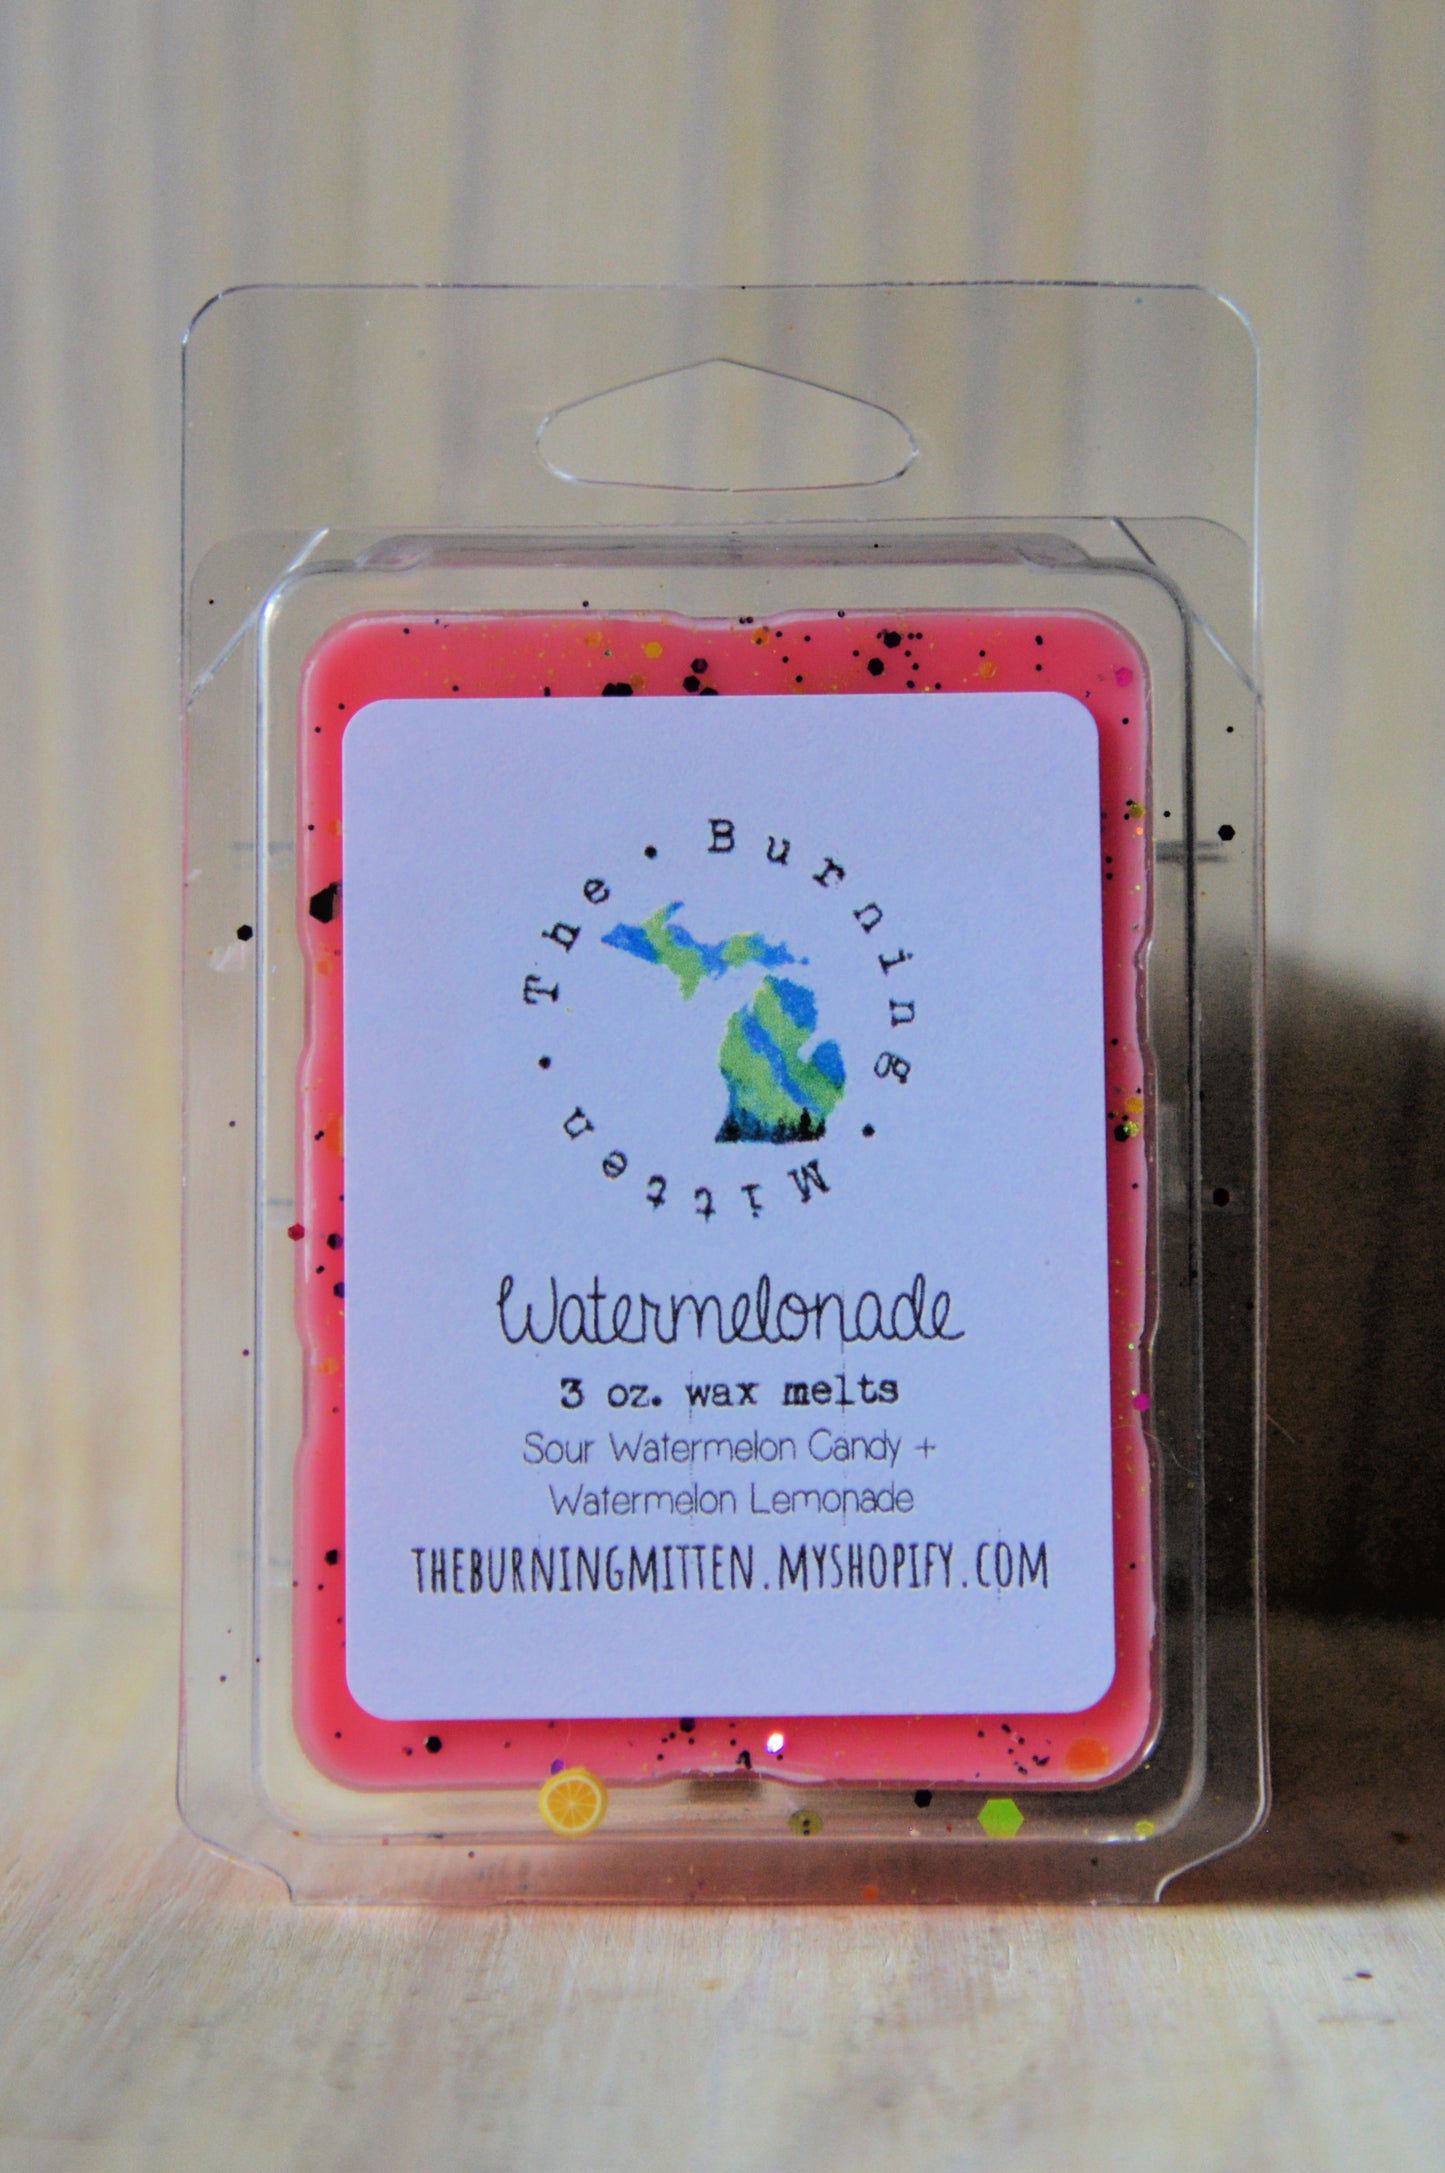 The • Burning • Mitten •
Watermelonade
3 oz. wax melts
Sour Watermelon Candy +
Watermelon Lemonade
THEBURNINGMITTEN.MYSHOPIFY.COM